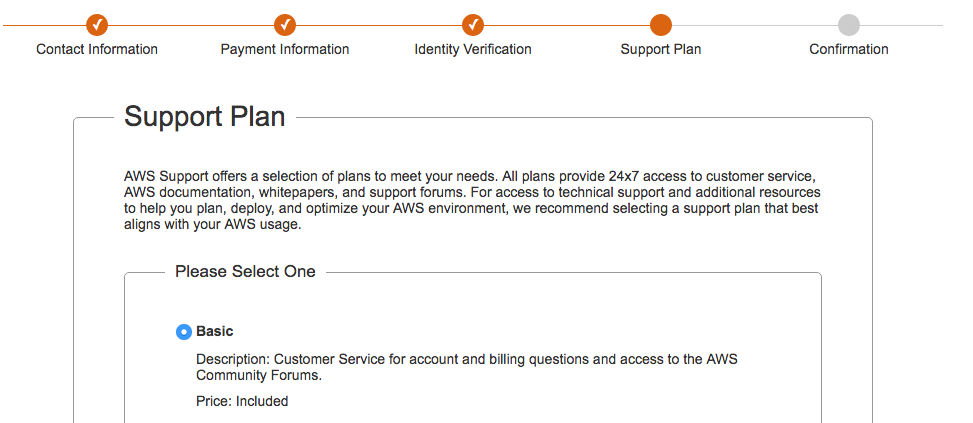 Contact Information
Payment Information
Identity Verification
Support Plan
Confirmation
Support Plan
AWS Support offers a selection of plans to meet your needs. All plans provide 24x7 access to customer service,
AWS documentation, whitepapers, and support forums. For access to technical support and additional resources
to help you plan, deploy, and optimize your AWS environment, we recommend selecting a support plan that best
aligns with your AWS usage.
Please Select One
Basic
Description: Customer Service for account and billing questions and access to the AWS
Community Forums.
Price: Included